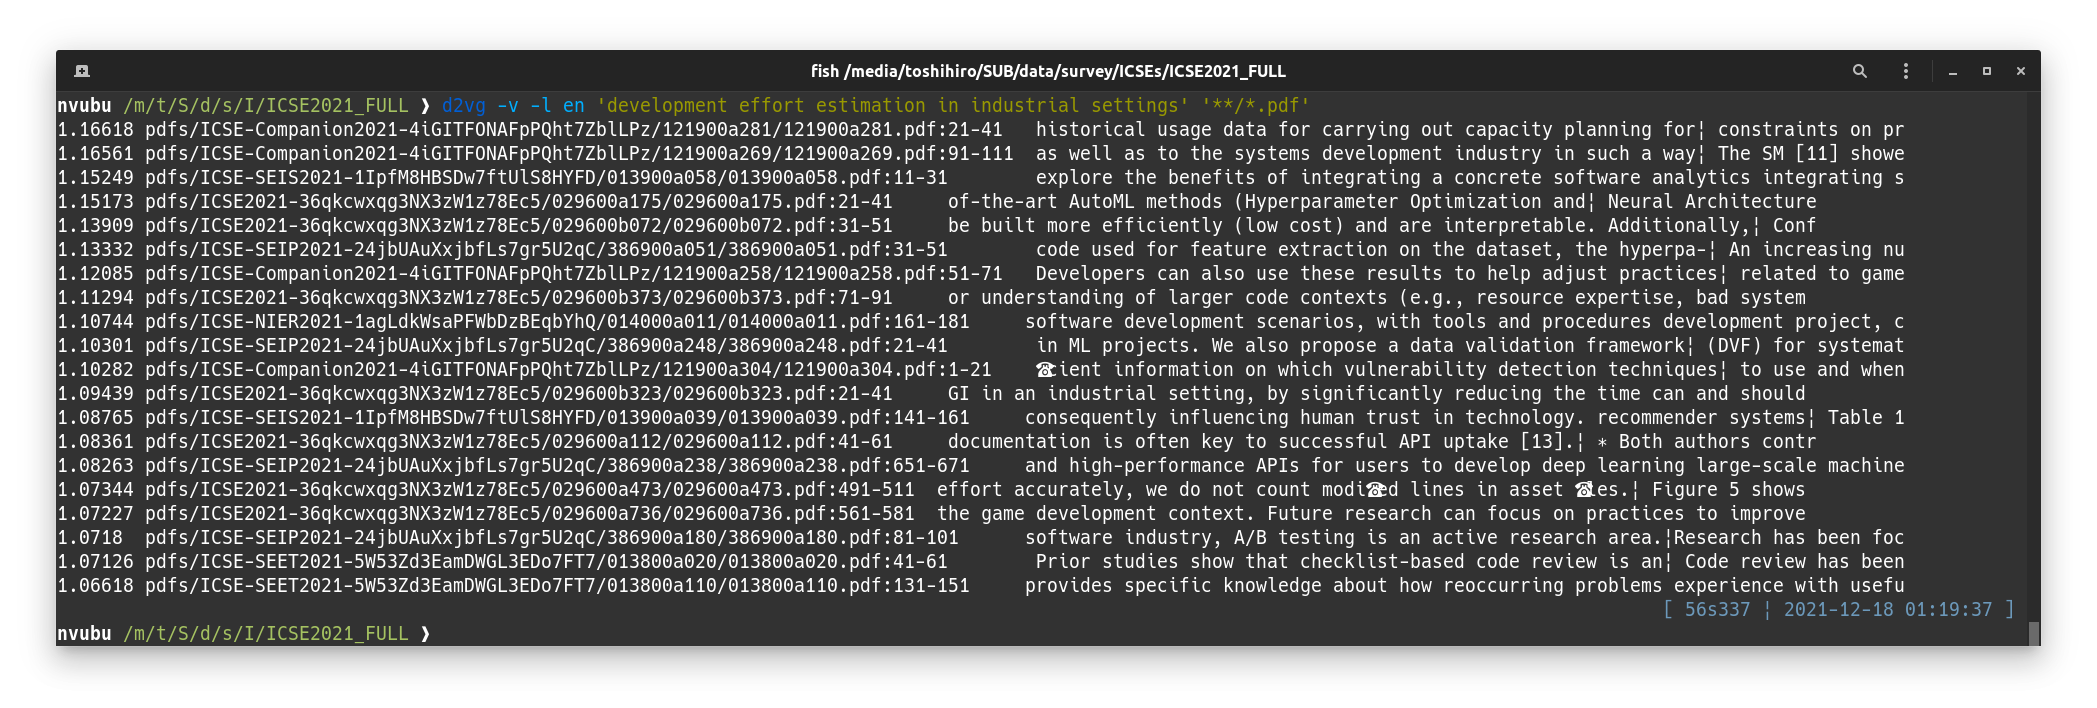 fish /media/toshihiro/SUB/data/survey/ICSEs/ICSE2021_FULL
nvubu /m/t/S/d/s/I/ICSE2021_FULL ❱ d2vg -v -l en 'development effort estimation in industrial settings' '**/*.pdf'
1.16618 pdfs/ICSE-Companion2021-4iGITFONAFpPQht7ZblLPz/121900a281/121900a281.pdf:21-41 historical usage data for carrying out capacity planning for¦ constraints on pr
1.16561 pdfs/ICSE-Companion2021-4iGITFONAFpPQht7ZblLPz/121900a269/121900a269.pdf:91-111 as well as to the systems development industry in such a way¦ The SM [11] showe
1.15249 pdfs/ICSE-SEIS2021-1IpfM8HBSDw7ftUlS8HYFD/013900a058/013900a058.pdf:11-31 explore the benefits of integrating a concrete software analytics integrating s
1.15173 pdfs/ICSE2021-36qkcwxqg3NX3zW1z78Ec5/029600a175/029600a175.pdf:21-41 of-the-art AutoML methods (Hyperparameter Optimization and¦ Neural Architecture
1.13909 pdfs/ICSE2021-36qkcwxqg3NX3zW1z78Ec5/029600b072/029600b072.pdf:31-51 be built more efficiently (low cost) and are interpretable. Additionally,¦ Conf
1.13332 pdfs/ICSE-SEIP2021-24jbUAuXxjbfLs7gr5U2qC/386900a051/386900a051.pdf:31-51 code used for feature extraction on the dataset, the hyperpa-¦ An increasing nu
1.12085 pdfs/ICSE-Companion2021-4iGITFONAFpPQht7ZblLPz/121900a258/121900a258.pdf:51-71 Developers can also use these results to help adjust practices¦ related to game
1.11294 pdfs/ICSE2021-36qkcwxqg3NX3zW1z78Ec5/029600b373/029600b373.pdf:71-91 or understanding of larger code contexts (e.g., resource expertise, bad system
1.10744 pdfs/ICSE-NIER2021-1agLdkWsaPFWbDzBEqbYhQ/014000a011/014000a011.pdf:161-181 software development scenarios, with tools and procedures development project, c
1.10301 pdfs/ICSE-SEIP2021-24jbUAuXxjbfLs7gr5U2qC/386900a248/386900a248.pdf:21-41 in ML projects. We also propose a data validation framework¦ (DVF) for systemat
1.10282 pdfs/ICSE-Companion2021-4iGITFONAFpPQht7ZblLPz/121900a304/121900a304.pdf:1-21 ☎cient information on which vulnerability detection techniques¦ to use and when
1.09439 pdfs/ICSE2021-36qkcwxqg3NX3zW1z78Ec5/029600b323/029600b323.pdf:21-41 GI in an industrial setting, by significantly reducing the time can and should
1.08765 pdfs/ICSE-SEIS2021-1IpfM8HBSDw7ftUlS8HYFD/013900a039/013900a039.pdf:141-161 consequently influencing human trust in technology. recommender systems¦ Table 1
1.08361 pdfs/ICSE2021-36qkcwxqg3NX3zW1z78Ec5/029600a112/029600a112.pdf:41-61 documentation is often key to successful API uptake [13].¦ ∗ Both authors contr
1.08263 pdfs/ICSE-SEIP2021-24jbUAuXxjbfLs7gr5U2qC/386900a238/386900a238.pdf:651-671 and high-performance APIs for users to develop deep learning large-scale machine
1.07344 pdfs/ICSE2021-36qkcwxqg3NX3zW1z78Ec5/029600a473/029600a473.pdf:491-511 effort accurately, we do not count modi☎ed lines in asset ☎les.¦ Figure 5 shows
1.07227 pdfs/ICSE2021-36qkcwxqg3NX3zW1z78Ec5/029600a736/029600a736.pdf:561-581 the game development context. Future research can focus on practices to improve
1.0718 pdfs/ICSE-SEIP2021-24jbUAuXxjbfLs7gr5U2qC/386900a180/386900a180.pdf:81-101 software industry, A/B testing is an active research area.¦Research has been foc
1.07126 pdfs/ICSE-SEET2021-5W53Zd3EamDWGL3EDo7FT7/013800a020/013800a020.pdf:41-61 Prior studies show that checklist-based code review is an¦ Code review has been
1.06618 pdfs/ICSE-SEET2021-5W53Zd3EamDWGL3EDo7FT7/013800a110/013800a110.pdf:131-151 provides specific knowledge about how reoccurring problems experience with usefu
[ 56s337 ¦ 2021-12-18 01:19:37 ]
nvubu /m/t/S/d/s/I/ICSE2021_FULL ❱